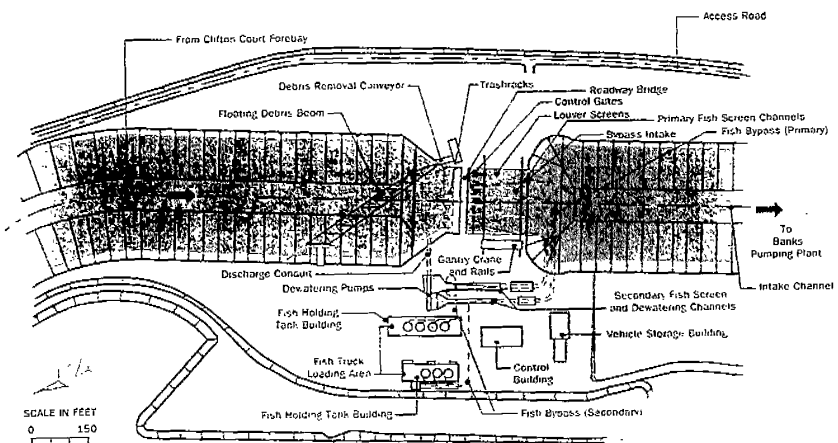 Access Road
From Clifton Court Forebay
Debris Removal Conveyor
Trashracks
Roadway Bridge
Floating Debris Boom
Control Gates
Louver Screens
Primary Fish Screen Channels
Bypass Intake
Fish Bypass (Primary)
To
Banks
Pumping Plant
Discharge Conduit
Gantry Crane
and Rails
Intake Channel
Dewatering Pumps
Secondary Fish Screen
and Dewatering Channels
Fish Holding
Tank Building
Vehicle Storage Building
Fish Truck
Loading Area
Control
Building
Fish Holding Tank Building
Fish Bypass (Secondary)
SCALE IN FEET
0 150